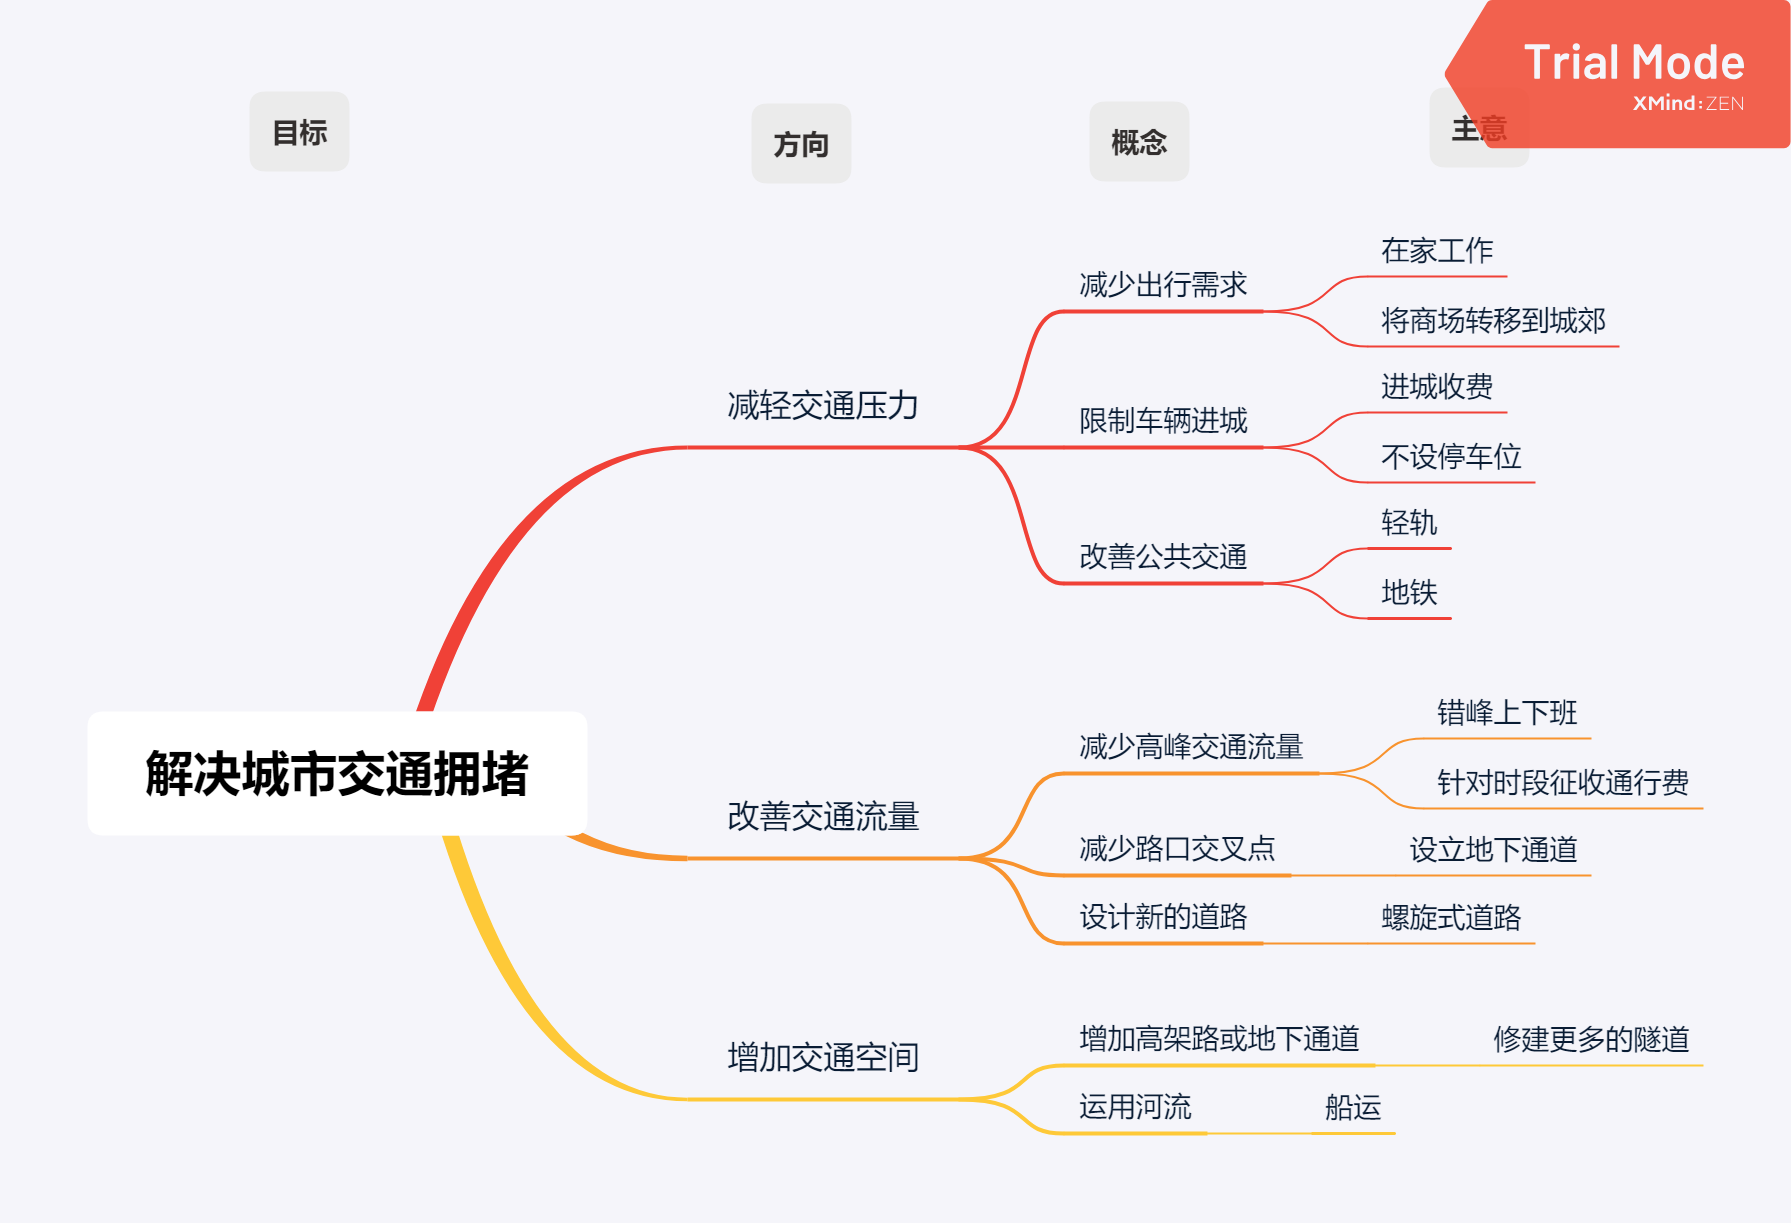 Trial Mode
XMind:ZEN
目标
方向
概念
主意
解决城市交通拥堵
减轻交通压力
减少出行需求
在家工作
将商场转移到城郊
限制车辆进城
进城收费
不设停车位
改善公共交通
轻轨
地铁
改善交通流量
减少高峰交通流量
错峰上下班
针对时段征收通行费
减少路口交叉点
设立地下通道
设计新的道路
螺旋式道路
增加交通空间
增加高架路或地下通道
修建更多的隧道
运用河流
船运